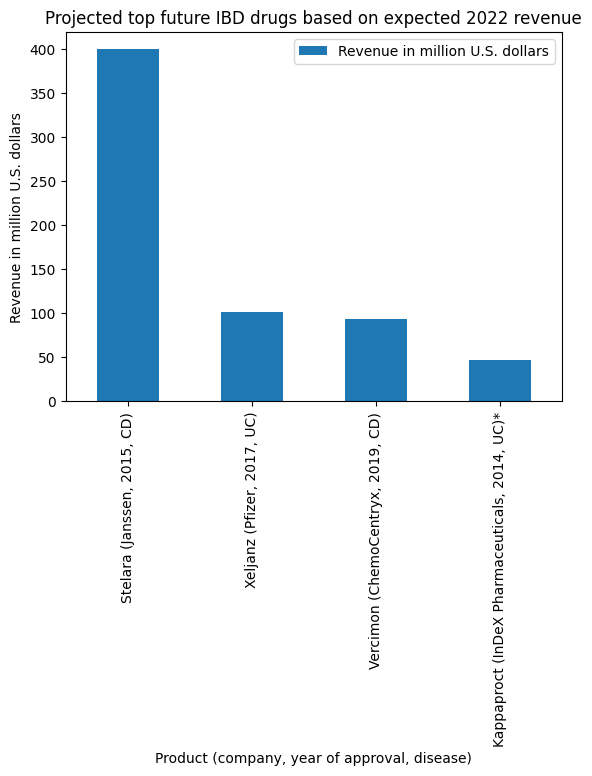 Projected top future IBD drugs based on expected 2022 revenue
Revenue in million U.S. dollars
Revenue in million U.S. dollars
400
350
300
250
200
150
100
50
0
Stelara (Janssen, 2015, CD)
Xeljanz (Pfizer, 2017, UC)
Vercimon (ChemoCentryx, 2019, CD)
Kappaproct (InDeX Pharmaceuticals, 2014, UC)*
Product (company, year of approval, disease)